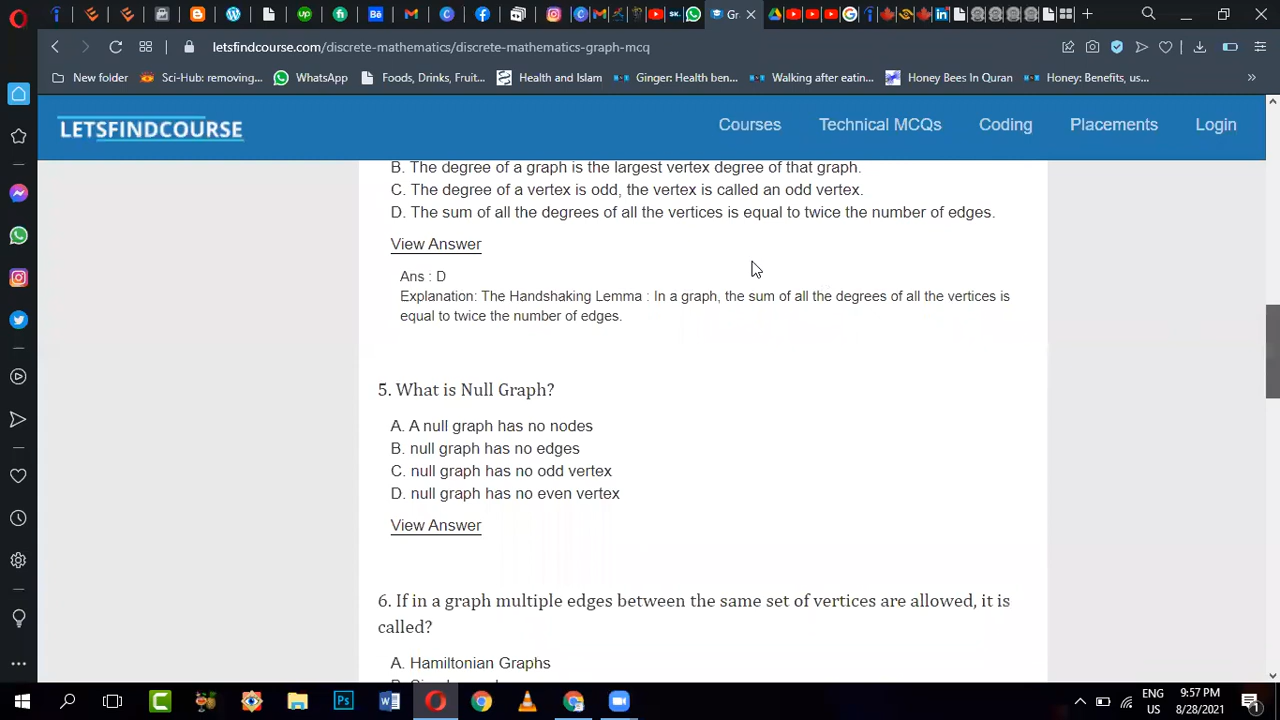 Gr
letsfindcourse.com/discrete-mathematics/discrete-mathematics-graph-mcq
New folder
Sci-Hub: removing...
WhatsApp
Foods, Drinks, Fruit...
Health and Islam
Ginger: Health ben...
Walking after eatin...
Honey Bees In Quran
Honey: Benefits, us...
LETSFINDCOURSE
Courses
Technical MCQs
Coding
Placements
Login
B. The degree of a graph is the largest vertex degree of that graph.
C. The degree of a vertex is odd, the vertex is called an odd vertex.
D. The sum of all the degrees of all the vertices is equal to twice the number of edges.
View Answer
Ans : D
Explanation: The Handshaking Lemma : In a graph, the sum of all the degrees of all the vertices is
equal to twice the number of edges.
5. What is Null Graph?
A. A null graph has no nodes
B. null graph has no edges
C. null graph has no odd vertex
D. null graph has no even vertex
View Answer
6. If in a graph multiple edges between the same set of vertices are allowed, it is
called?
A. Hamiltonian Graphs
ENG
US
9:57 PM
8/28/2021